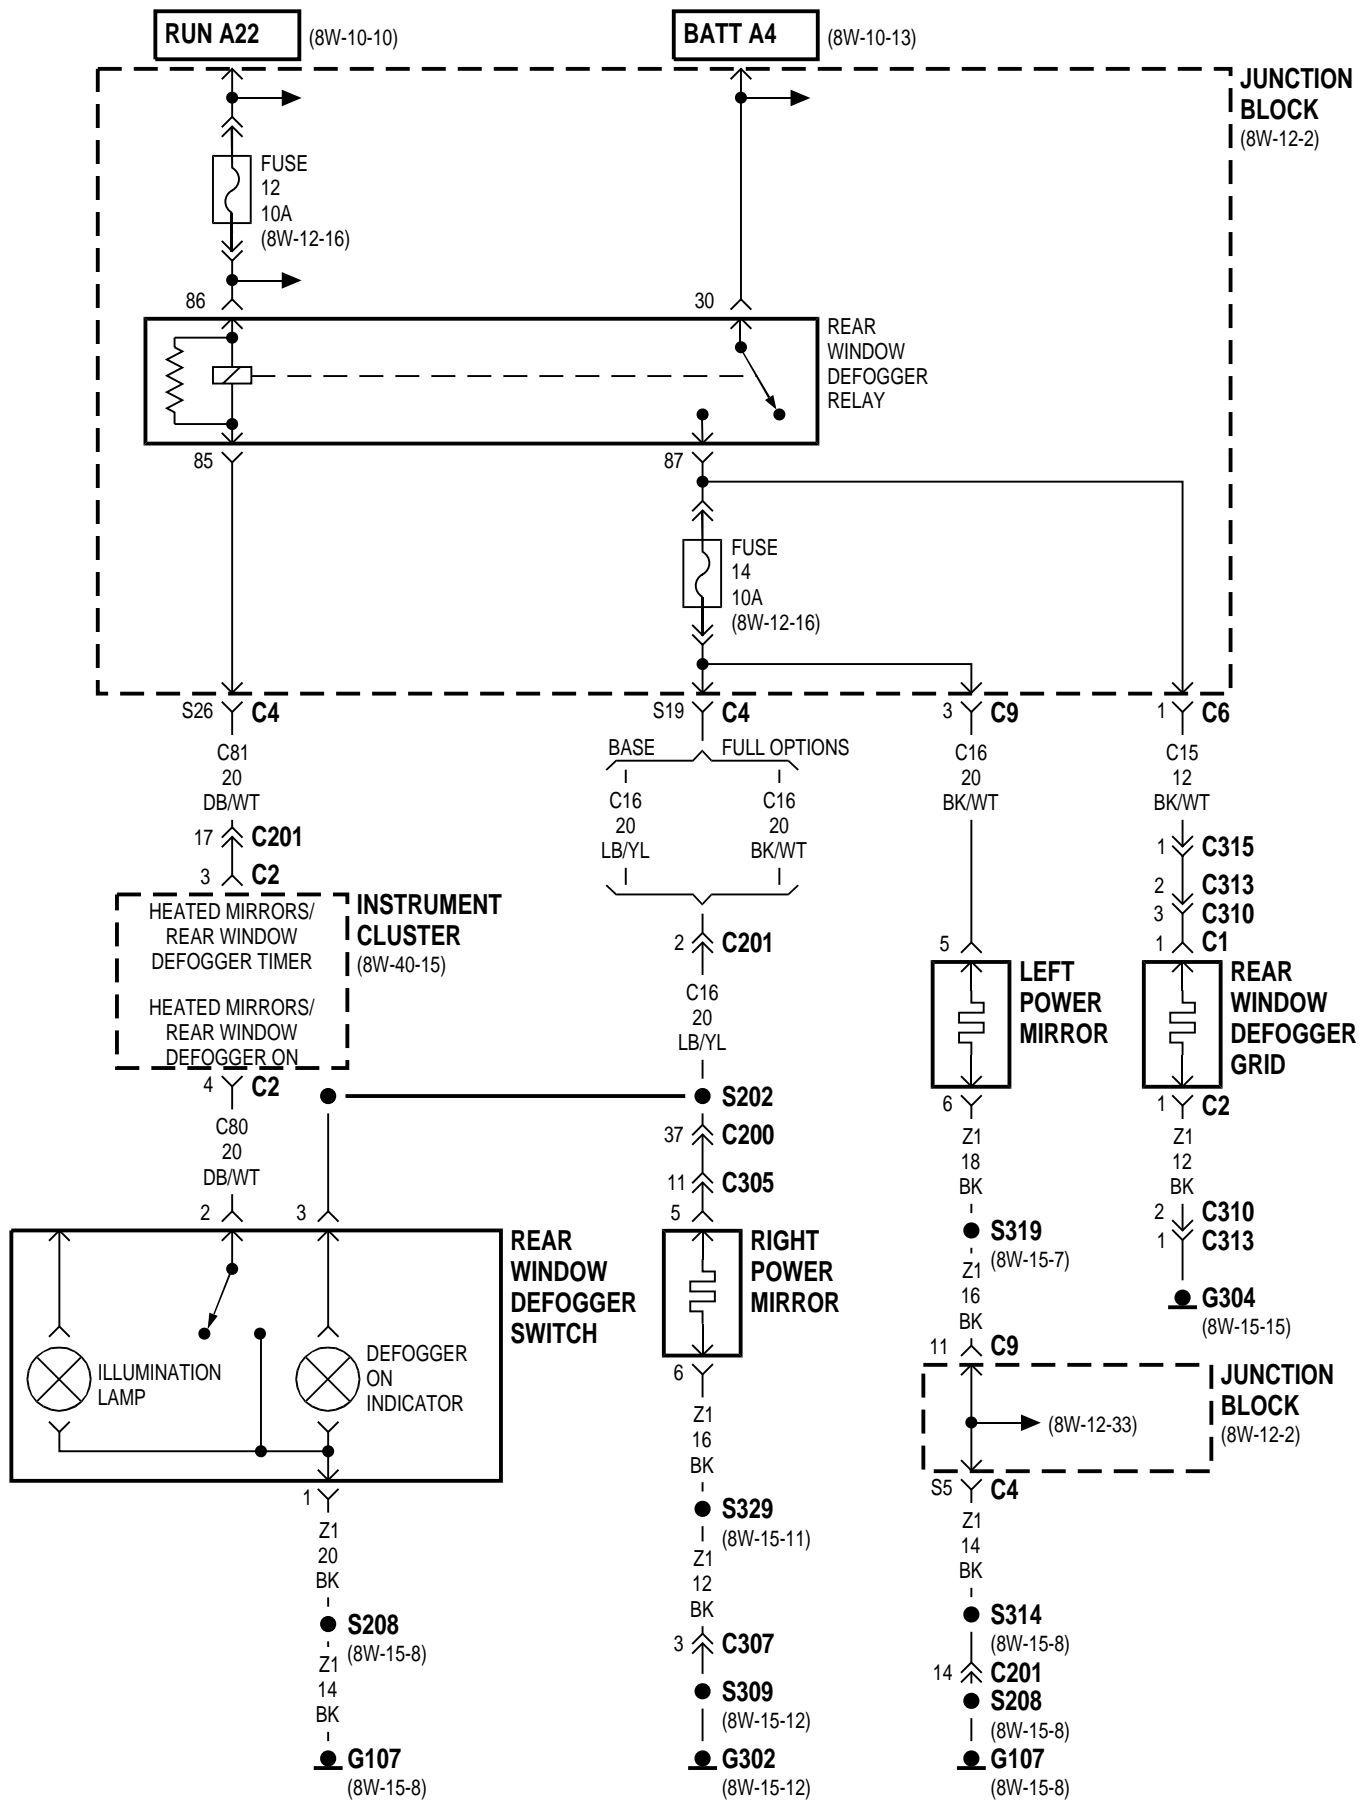 RUN A22
(8W-10-10)
BATT A4
(8W-10-13)
JUNCTION
BLOCK
(8W-12-2)
FUSE
12
10A
(8W-12-16)
86
30
REAR
WINDOW
DEFOGGER
RELAY
85
87
FUSE
14
10A
(8W-12-16)
S26
C4
S19
C4
3
C9
1
C6
C81
20
DB/WT
BASE
FULL OPTIONS
C16
20
LB/YL
C16
20
BK/WT
C16
20
BK/WT
C15
12
BK/WT
17
C201
3
C2
1
C315
2
C313
3
C310
1
C1
HEATED MIRRORS/
REAR WINDOW
DEFOGGER TIMER
HEATED MIRRORS/
REAR WINDOW
DEFOGGER ON
INSTRUMENT
CLUSTER
(8W-40-15)
2
C201
C16
20
LB/YL
5
LEFT
POWER
MIRROR
REAR
WINDOW
DEFOGGER
GRID
4
C2
C80
20
DB/WT
S202
37
C200
11
C305
6
Z1
18
BK
1
C2
Z1
12
BK
2
C310
1
C313
G304
(8W-15-15)
2
3
5
REAR
WINDOW
DEFOGGER
SWITCH
RIGHT
POWER
MIRROR
S319
(8W-15-7)
Z1
16
BK
11
C9
ILLUMINATION
LAMP
DEFOGGER
ON
INDICATOR
6
Z1
16
BK
JUNCTION
BLOCK
(8W-12-2)
(8W-12-33)
1
Z1
20
BK
S329
(8W-15-11)
Z1
12
BK
S5
C4
Z1
14
BK
S208
(8W-15-8)
Z1
14
BK
3
C307
S309
(8W-15-12)
S314
(8W-15-8)
14
C201
S208
(8W-15-8)
G107
(8W-15-8)
G302
(8W-15-12)
G107
(8W-15-8)